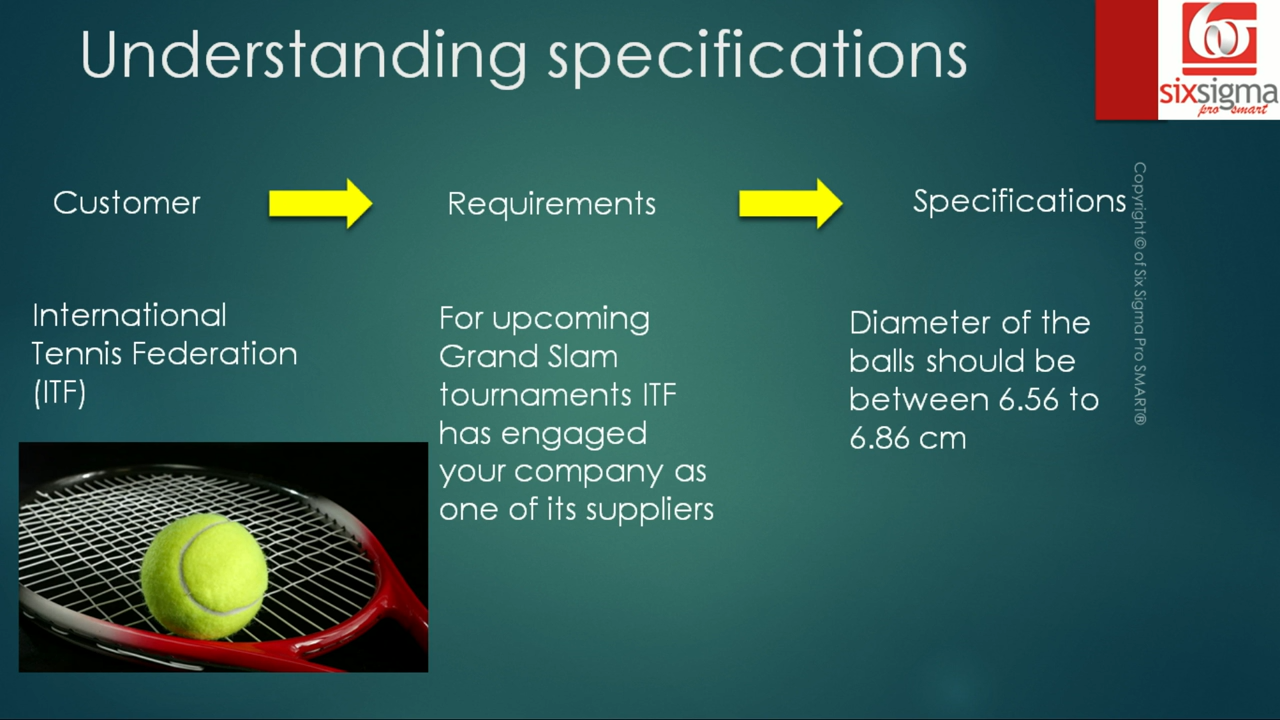 Understanding specifications
sixsigma
pro smart
Customer
Requirements
Specifications
International
Tennis Federation
(ITF)
For upcoming
Grand Slam
tournaments ITF
has engaged
your company as
one of its suppliers
Diameter of the
balls should be
between 6.56 to
6.86 cm
Copyright © of Six Sigma Pro SMART®